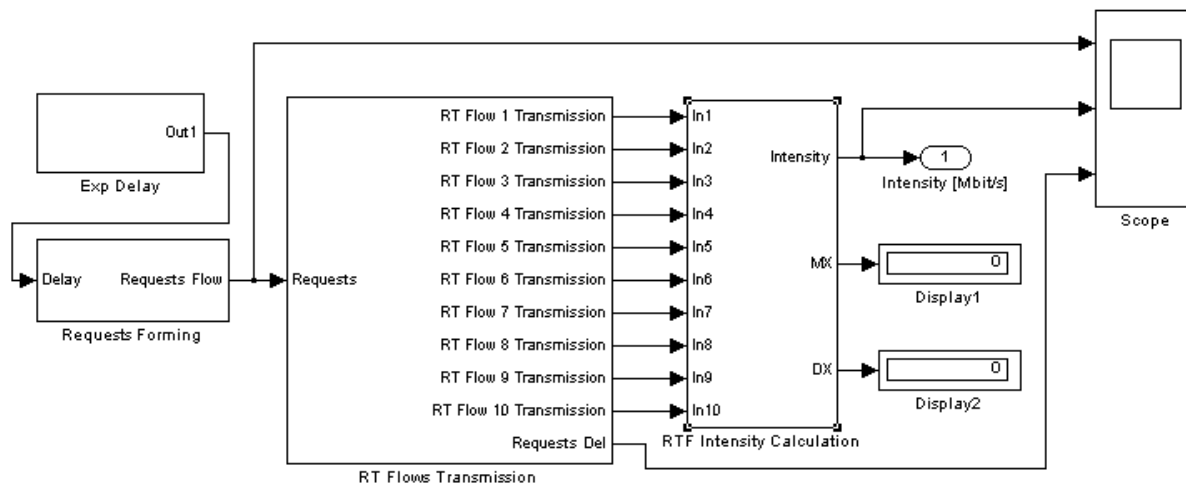 Out1
Exp Delay
Delay
Requests Flow
Requests Forming
Requests
RT Flow 1 Transmission
RT Flow 2 Transmission
RT Flow 3 Transmission
RT Flow 4 Transmission
RT Flow 5 Transmission
RT Flow 6 Transmission
RT Flow 7 Transmission
RT Flow 8 Transmission
RT Flow 9 Transmission
RT Flow 10 Transmission
Requests Del
RT Flows Transmission
In1
In2
In3
In4
In5
In6
In7
In8
In9
In10
Intensity
MX
DX
RTF Intensity Calculation
1
Intensity [Mbit/s]
0
Display1
0
Display2
Scope